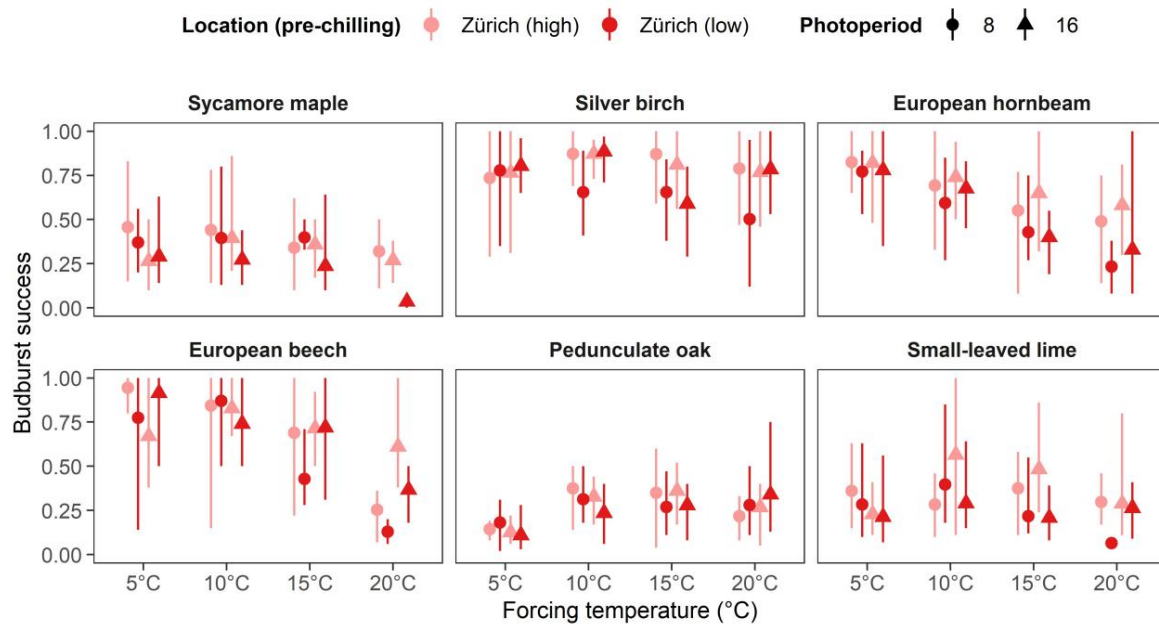 Location (pre-chilling) Zürich (high) Zürich (low) Photoperiod 8 16
Sycamore maple Silver birch European hornbeam
1.00
0.75
0.50
0.25
0.00
European beech Pedunculate oak Small-leaved lime
1.00
0.75
0.50
0.25
0.00
Budburst success
5°C 10°C 15°C 20°C 5°C 10°C 15°C 20°C 5°C 10°C 15°C 20°C
Forcing temperature (°C)